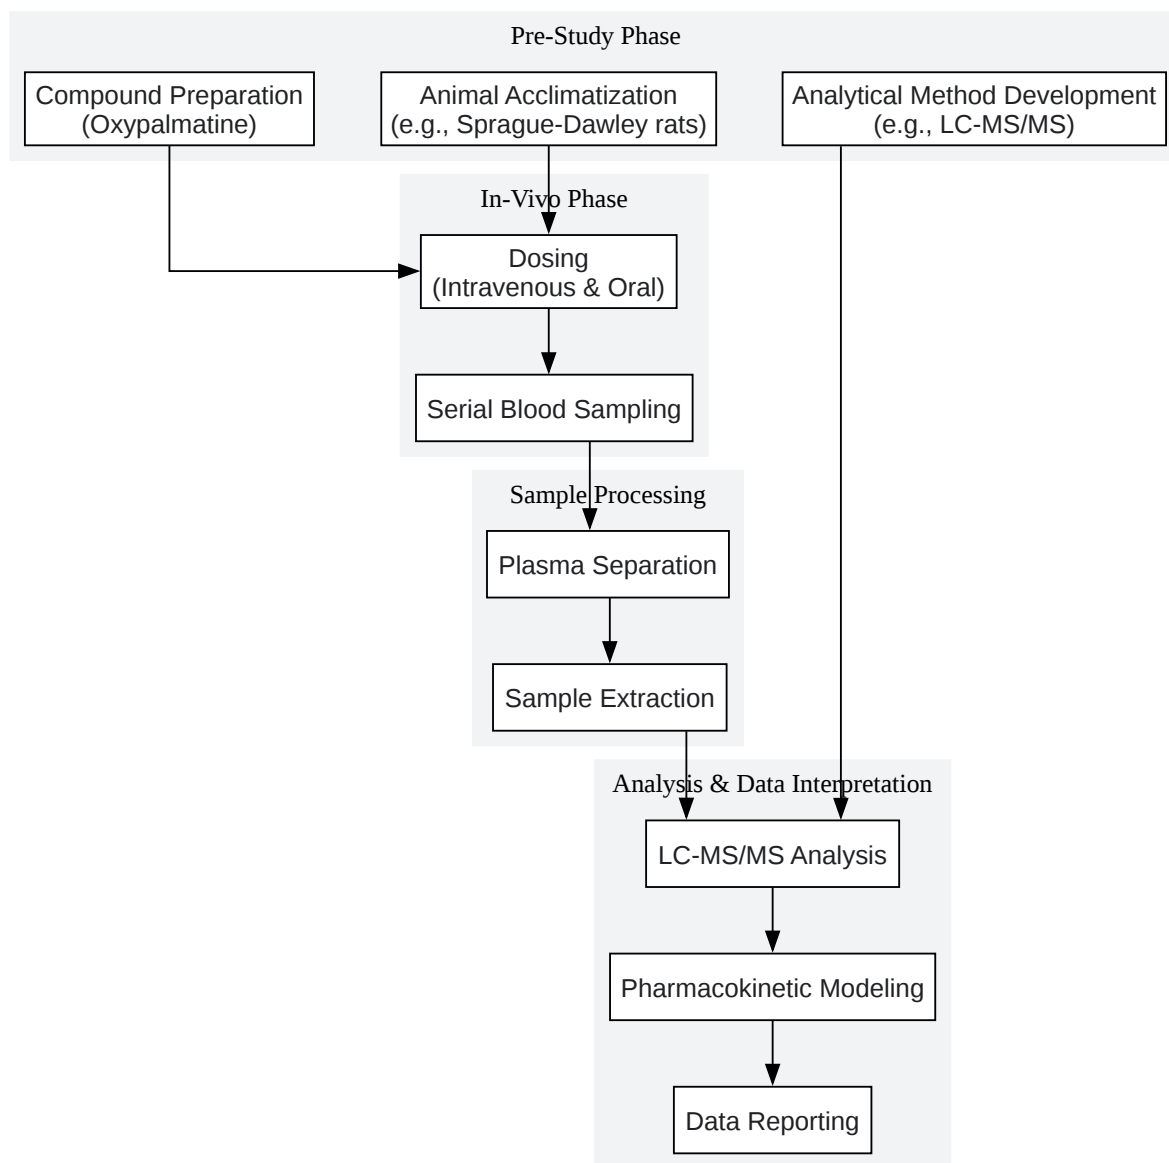 Pre-Study Phase
Compound Preparation
(Oxypalmatine)
Animal Acclimatization
(e.g., Sprague-Dawley rats)
Analytical Method Development
(e.g., LC-MS/MS)
In-Vivo Phase
Dosing
(Intravenous & Oral)
Serial Blood Sampling
Sample Processing
Plasma Separation
Sample Extraction
Analysis & Data Interpretation
LC-MS/MS Analysis
Pharmacokinetic Modeling
Data Reporting